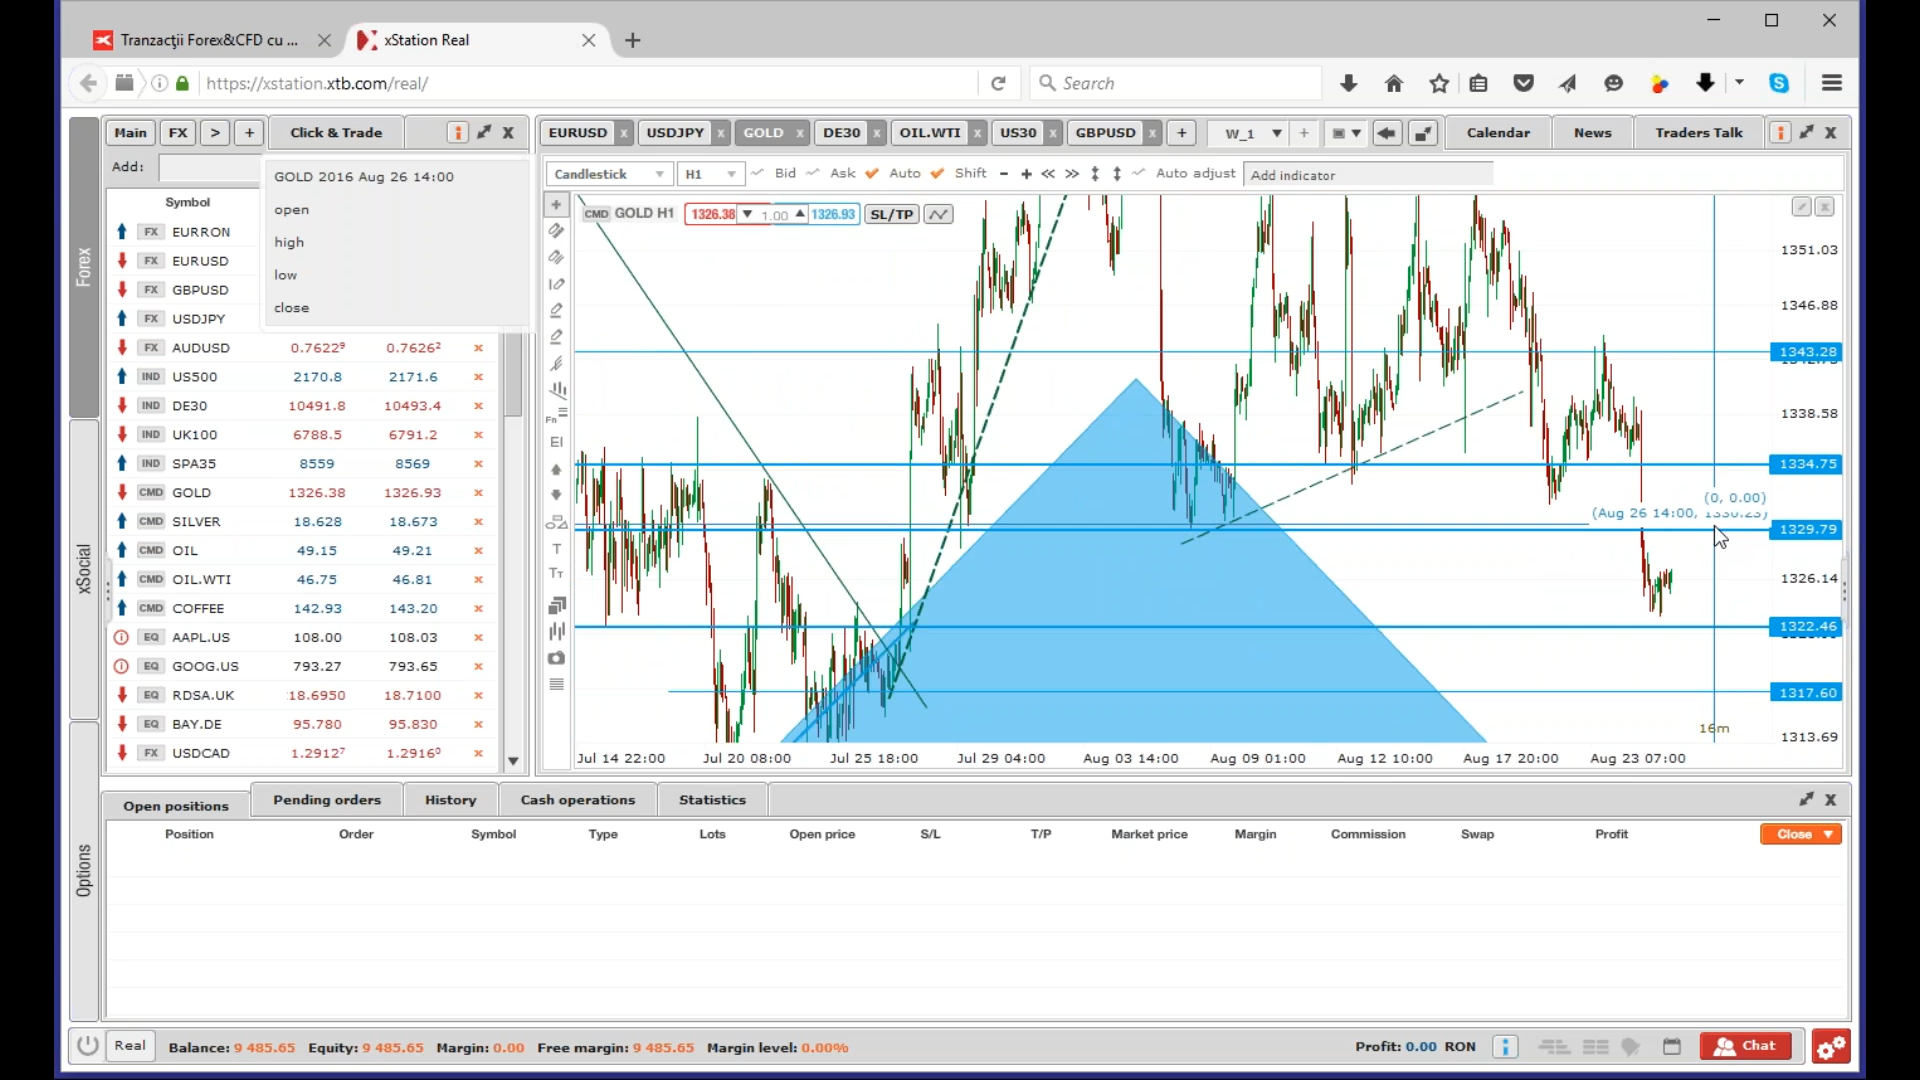 Tranzacţii Forex&CFD cu ...
xStation Real
https://xstation.xtb.com/real/
Search
Main FX > + Click & Trade
EURUSD x USDJPY x GOLD x DE30 x OIL.WTI x US30 x GBPUSD x + W_1 Calendar News Traders Talk
Add:
Candlestick H1 Bid Ask Auto Shift - + << >> Auto adjust Add indicator
GOLD 2016 Aug 26 14:00
open
high
low
close
CMD GOLD H1 1326.38 1.00 1326.93 SL/TP
Symbol
FX EURRON
FX EURUSD
FX GBPUSD
FX USDJPY
FX AUDUSD 0.7622⁹ 0.7626² x
IND US500 2170.8 2171.6 x
IND DE30 10491.8 10493.4 x
IND UK100 6788.5 6791.2 x
IND SPA35 8559 8569 x
CMD GOLD 1326.38 1326.93 x
CMD SILVER 18.628 18.673 x
CMD OIL 49.15 49.21 x
CMD OIL.WTI 46.75 46.81 x
CMD COFFEE 142.93 143.20 x
EQ AAPL.US 108.00 108.03 x
EQ GOOG.US 793.27 793.65 x
EQ RDSA.UK 18.6950 18.7100 x
EQ BAY.DE 95.780 95.830 x
FX USDCAD 1.2912⁷ 1.2916⁰ x
Forex
xSocial
Options
Fn
EI
T
TT
1351.03
1346.88
1343.28
1338.58
1334.75
(0, 0.00)
(Aug 26 14:00, 1330.23)
1329.79
1326.14
1322.46
1317.60
16m
1313.69
Jul 14 22:00 Jul 20 08:00 Jul 25 18:00 Jul 29 04:00 Aug 03 14:00 Aug 09 01:00 Aug 12 10:00 Aug 17 20:00 Aug 23 07:00
Open positions Pending orders History Cash operations Statistics
Position Order Symbol Type Lots Open price S/L T/P Market price Margin Commission Swap Profit Close
Real Balance: 9 485.65 Equity: 9 485.65 Margin: 0.00 Free margin: 9 485.65 Margin level: 0.00% Profit: 0.00 RON Chat